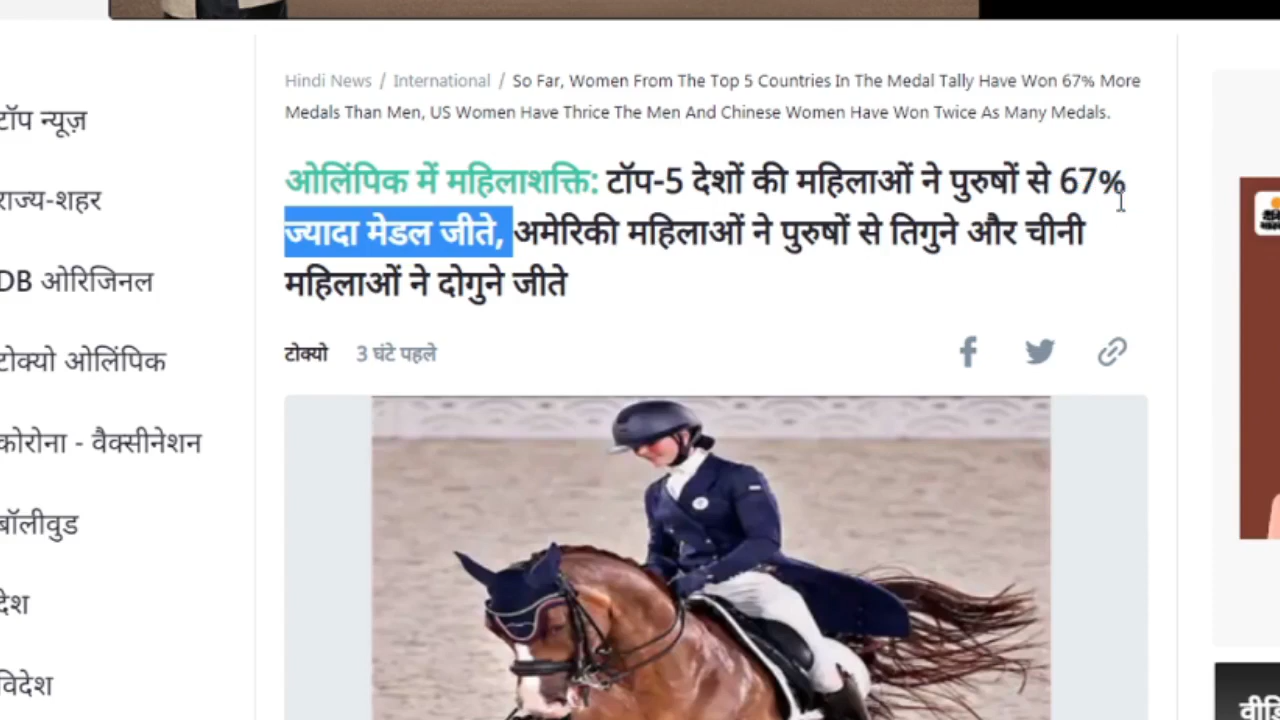 Hindi News / International / So Far, Women From The Top 5 Countries In The Medal Tally Have Won 67% More
Medals Than Men, US Women Have Thrice The Men And Chinese Women Have Won Twice As Many Medals.
टॉप न्यूज़
राज्य-शहर
DB ओरिजिनल
टोक्यो ओलिंपिक
कोरोना - वैक्सीनेशन
बॉलीवुड
देश
विदेश
ओलिंपिक में महिलाशक्ति: टॉप-5 देशों की महिलाओं ने पुरुषों से 67%
ज्यादा मेडल जीते, अमेरिकी महिलाओं ने पुरुषों से तिगुने और चीनी
महिलाओं ने दोगुने जीते
टोक्यो 3 घंटे पहले